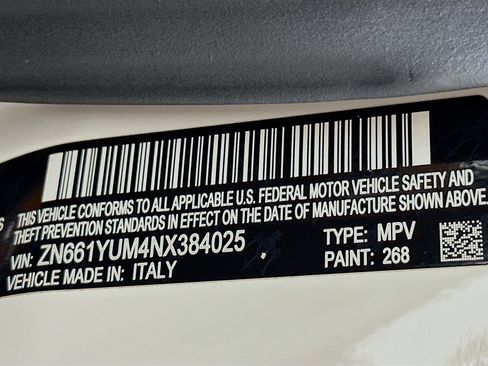 THIS VEHICLE CONFORMS TO ALL APPLICABLE U.S. FEDERAL MOTOR VEHICLE SAFETY AND
THEFT PREVENTION STANDARDS IN EFFECT ON THE DATE OF MANUFACTURE SHOWN ABOVE.
VIN: ZN661YUM4NX384025 TYPE: MPV
VEHICLE MADE IN: ITALY PAINT: 268